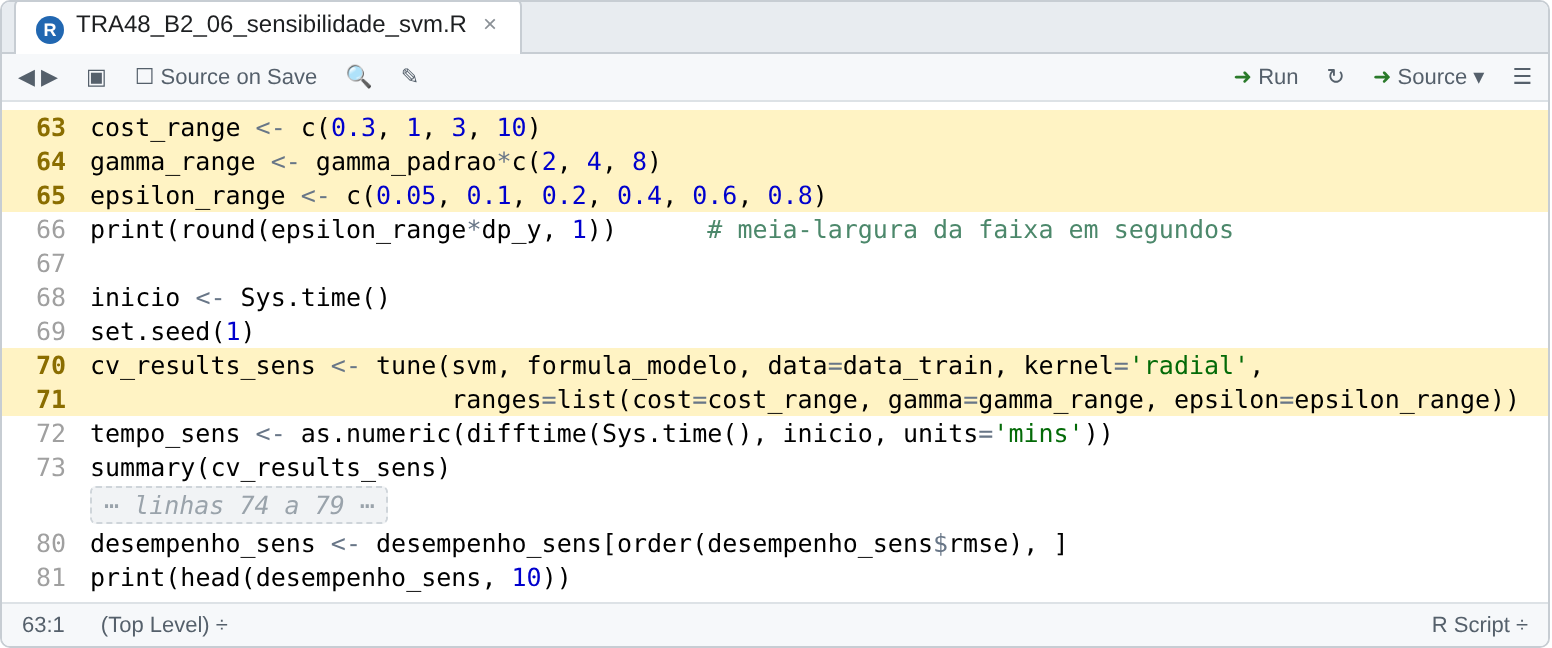 R TRA48_B2_06_sensibilidade_svm.R ×
◀ ▶ ▣ ☐ Source on Save 🔍 ✎ ➜ Run ↻ ➜ Source ▾ ☰
63 cost_range <- c(0.3, 1, 3, 10)
64 gamma_range <- gamma_padrao*c(2, 4, 8)
65 epsilon_range <- c(0.05, 0.1, 0.2, 0.4, 0.6, 0.8)
66 print(round(epsilon_range*dp_y, 1))      # meia-largura da faixa em segundos
67
68 inicio <- Sys.time()
69 set.seed(1)
70 cv_results_sens <- tune(svm, formula_modelo, data=data_train, kernel='radial',
71                         ranges=list(cost=cost_range, gamma=gamma_range, epsilon=epsilon_range))
72 tempo_sens <- as.numeric(difftime(Sys.time(), inicio, units='mins'))
73 summary(cv_results_sens)
⋯ linhas 74 a 79 ⋯
80 desempenho_sens <- desempenho_sens[order(desempenho_sens$rmse), ]
81 print(head(desempenho_sens, 10))
63:1 (Top Level) ÷ R Script ÷